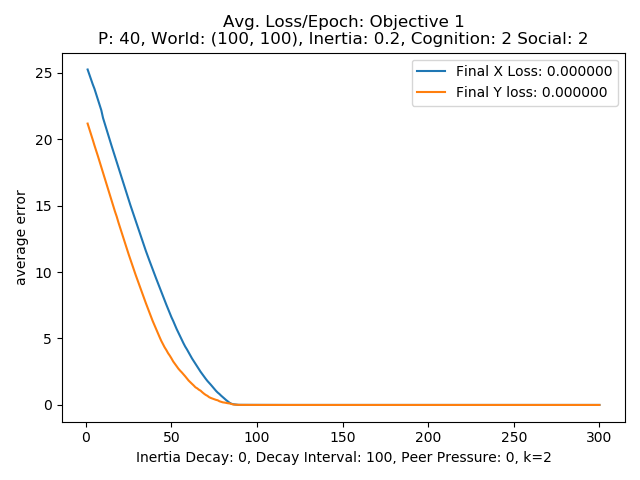 Avg. Loss/Epoch: Objective 1
P: 40, World: (100, 100), Inertia: 0.2, Cognition: 2 Social: 2
Final X Loss: 0.000000
Final Y loss: 0.000000
25
20
15
10
5
0
average error
0 50 100 150 200 250 300
Inertia Decay: 0, Decay Interval: 100, Peer Pressure: 0, k=2